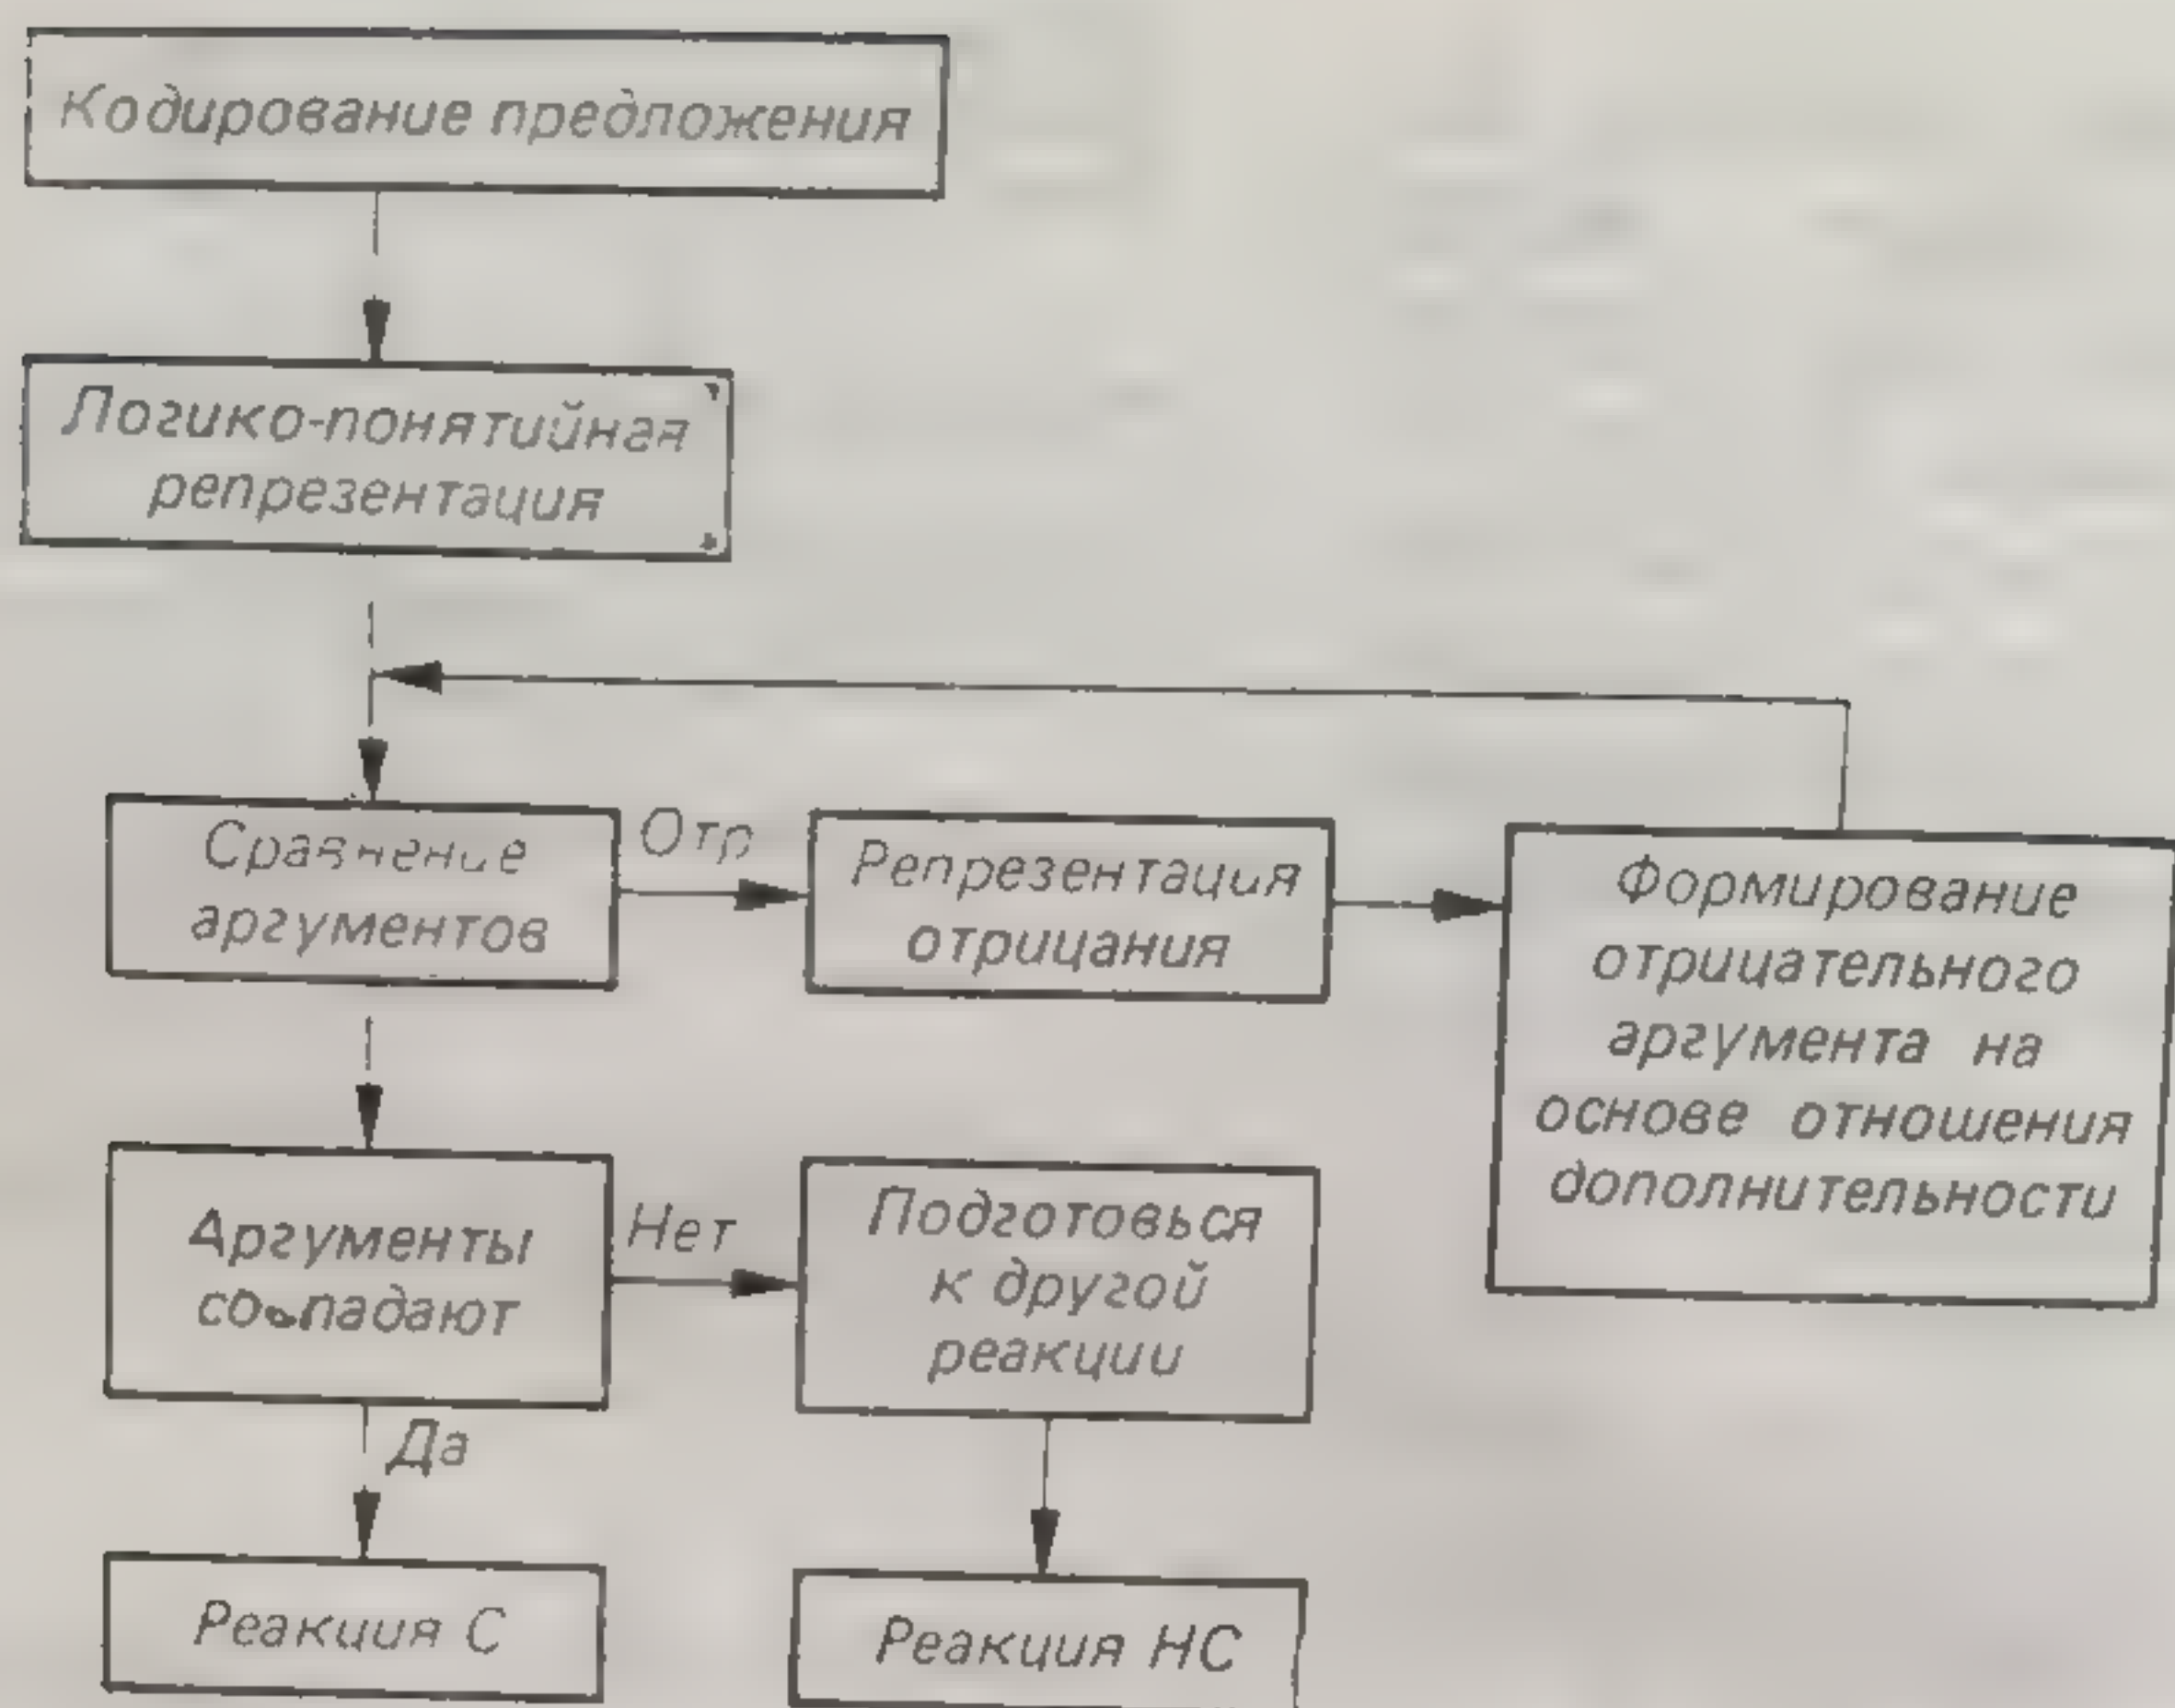 Кодирование предложения
Логико-понятийная
репрезентация
Сравнение
аргументов
Отр
Репрезентация
отрицания
Формирование
отрицательного
аргумента на
основе отношения
дополнительности
Аргументы
совпадают
Нет
Подготовься
к другой
реакции
Да
Реакция С
Реакция НС